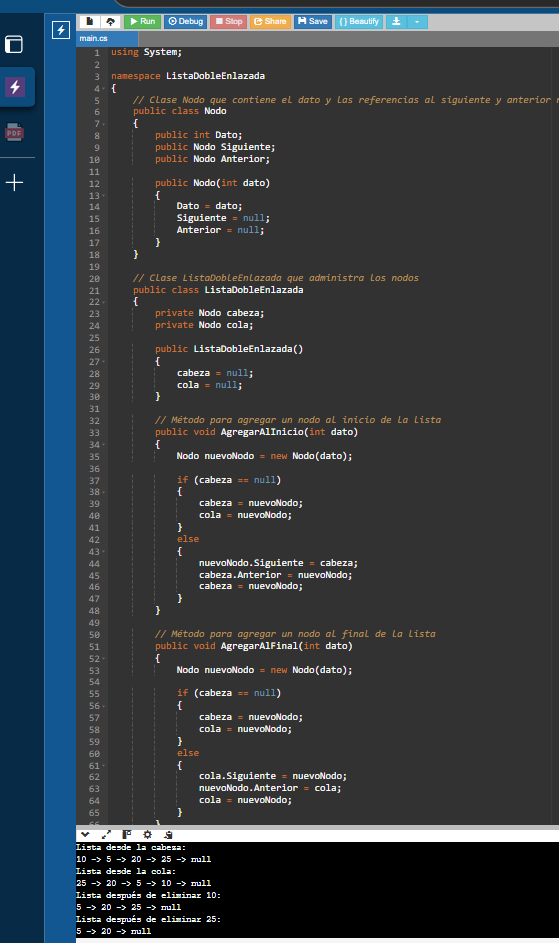 Run Debug Stop Share Save { } Beautify
main.cs
1 using System;
2
3 namespace ListaDobleEnlazada
4 {
5 // Clase Nodo que contiene el dato y las referencias al siguiente y anterior
6 public class Nodo
7 {
8 public int Dato;
9 public Nodo Siguiente;
10 public Nodo Anterior;
11
12 public Nodo(int dato)
13 {
14 Dato = dato;
15 Siguiente = null;
16 Anterior = null;
17 }
18 }
19
20 // Clase ListaDobleEnlazada que administra los nodos
21 public class ListaDobleEnlazada
22 {
23 private Nodo cabeza;
24 private Nodo cola;
25
26 public ListaDobleEnlazada()
27 {
28 cabeza = null;
29 cola = null;
30 }
31
32 // Método para agregar un nodo al inicio de la lista
33 public void AgregarAlInicio(int dato)
34 {
35 Nodo nuevoNodo = new Nodo(dato);
36
37 if (cabeza == null)
38 {
39 cabeza = nuevoNodo;
40 cola = nuevoNodo;
41 }
42 else
43 {
44 nuevoNodo.Siguiente = cabeza;
45 cabeza.Anterior = nuevoNodo;
46 cabeza = nuevoNodo;
47 }
48 }
49
50 // Método para agregar un nodo al final de la lista
51 public void AgregarAlFinal(int dato)
52 {
53 Nodo nuevoNodo = new Nodo(dato);
54
55 if (cabeza == null)
56 {
57 cabeza = nuevoNodo;
58 cola = nuevoNodo;
59 }
60 else
61 {
62 cola.Siguiente = nuevoNodo;
63 nuevoNodo.Anterior = cola;
64 cola = nuevoNodo;
65 }
66 }
PDF
Lista desde la cabeza:
10 -> 5 -> 20 -> 25 -> null
Lista desde la cola:
25 -> 20 -> 5 -> 10 -> null
Lista después de eliminar 10:
5 -> 20 -> 25 -> null
Lista después de eliminar 25:
5 -> 20 -> null